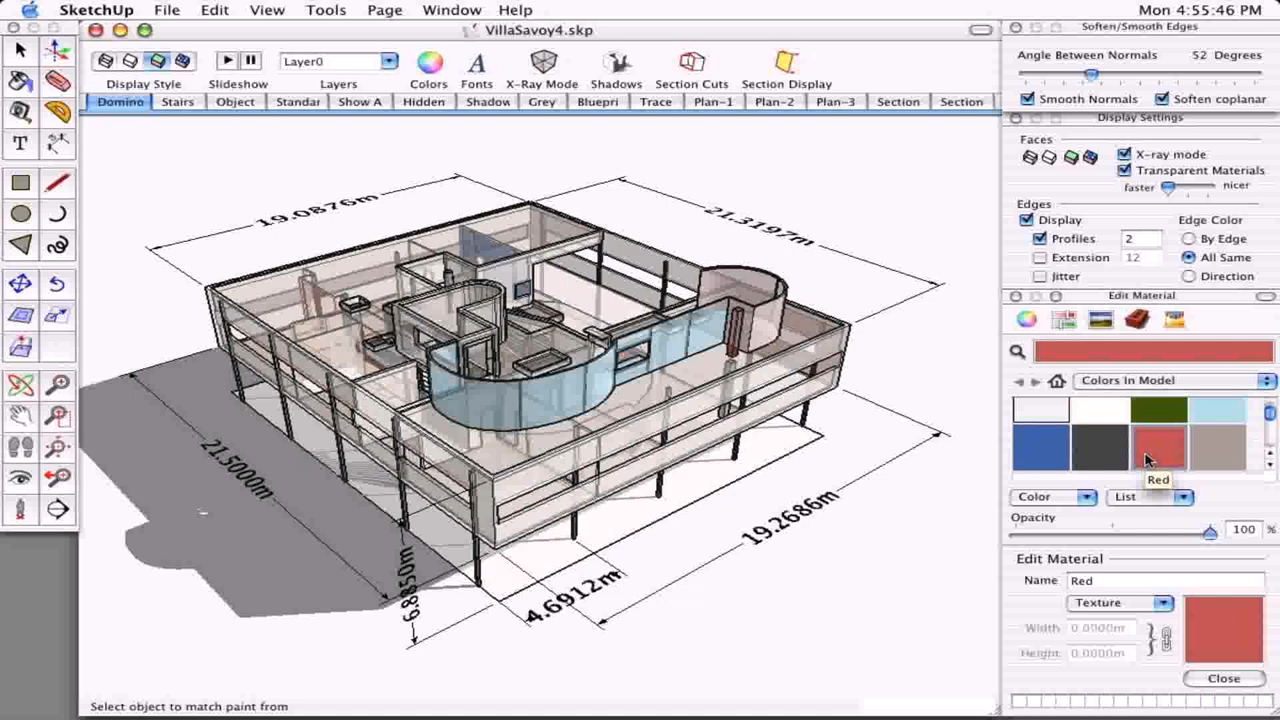 SketchUp File Edit View Tools Page Window Help Mon 4:55:46 PM
VillaSavoy4.skp
Layer0
Display Style Slideshow Layers Colors Fonts X-Ray Mode Shadows Section Cuts Section Display
Domino Stairs Object Standar Show A Hidden Shadow Grey Bluepri Trace Plan-1 Plan-2 Plan-3 Section Section
19.0876m
21.3197m
21.5000m
6.8850m
4.6912m
19.2686m
Select object to match paint from
Soften/Smooth Edges
Angle Between Normals 52 Degrees
Smooth Normals Soften coplanar
Display Settings
Faces
X-ray mode
Transparent Materials
faster nicer
Edges
Display Edge Color
Profiles 2 By Edge
Extension 12 All Same
Jitter Direction
Edit Material
Colors In Model
Red
Color List
Opacity
100 %
Edit Material
Name Red
Texture
Width 0.0000m
Height 0.0000m
Close